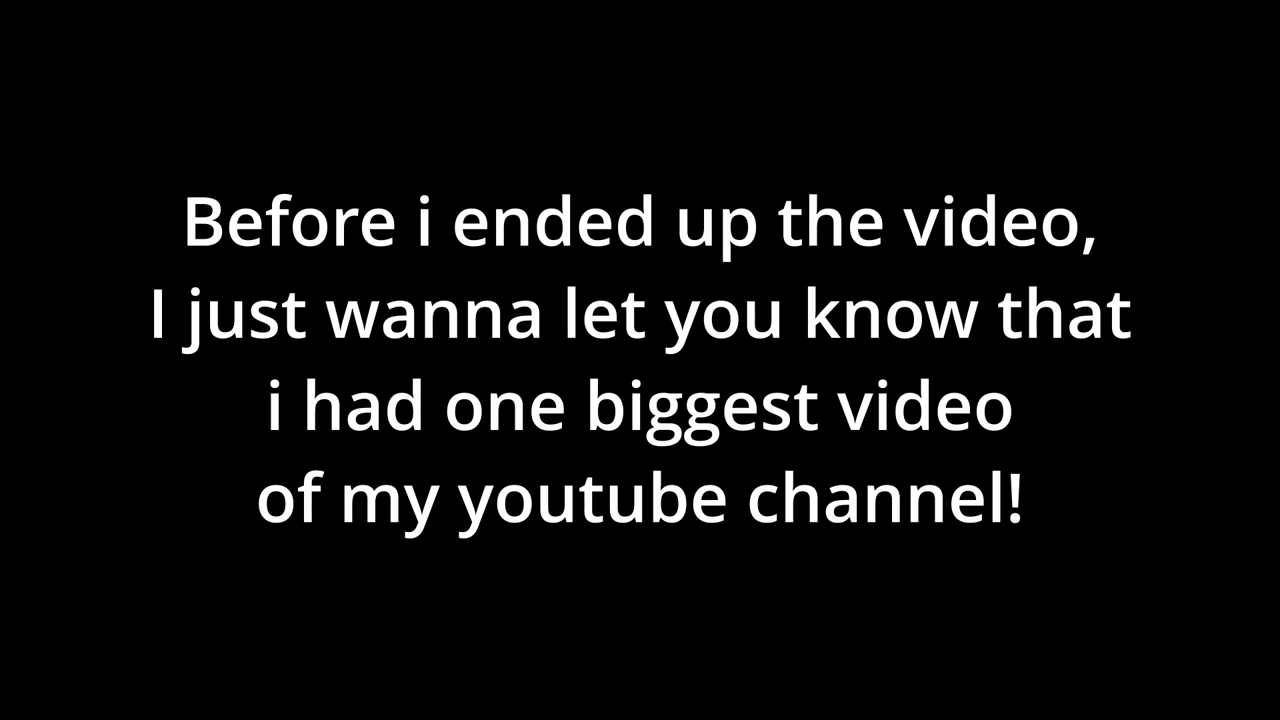 Before i ended up the video,
I just wanna let you know that
i had one biggest video
of my youtube channel!